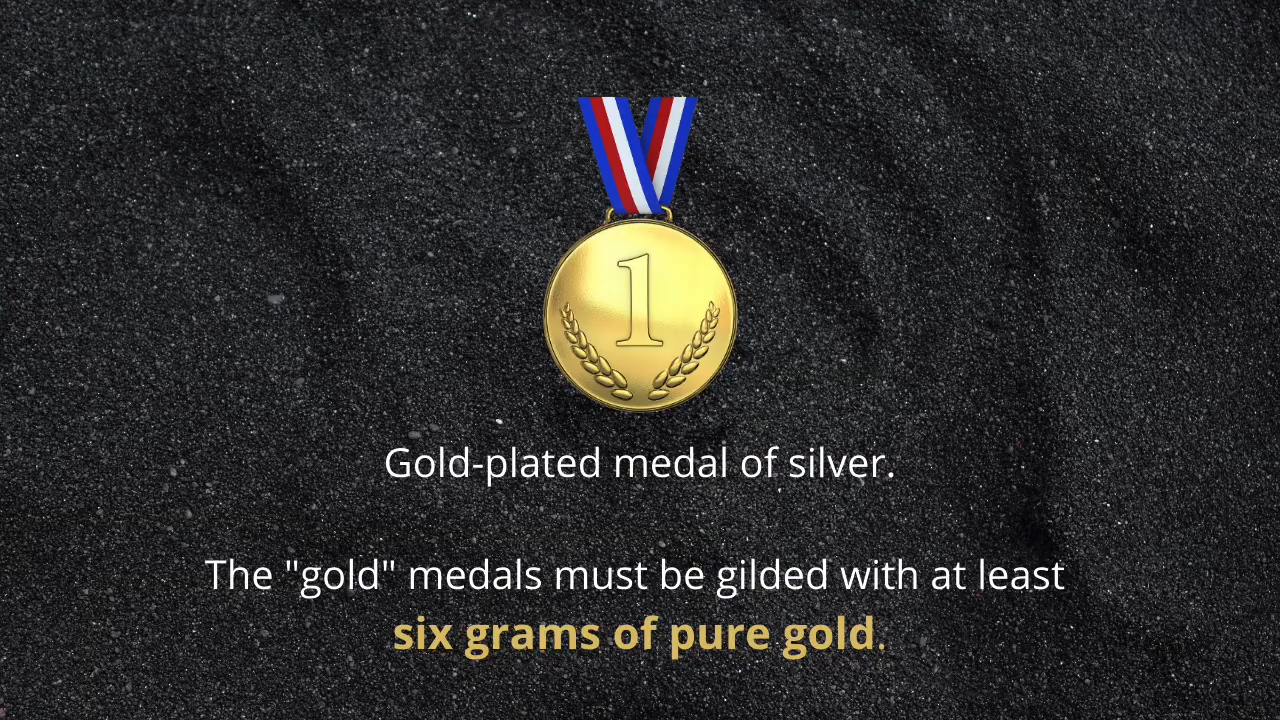 1
Gold-plated medal of silver.
The "gold" medals must be gilded with at least
six grams of pure gold.